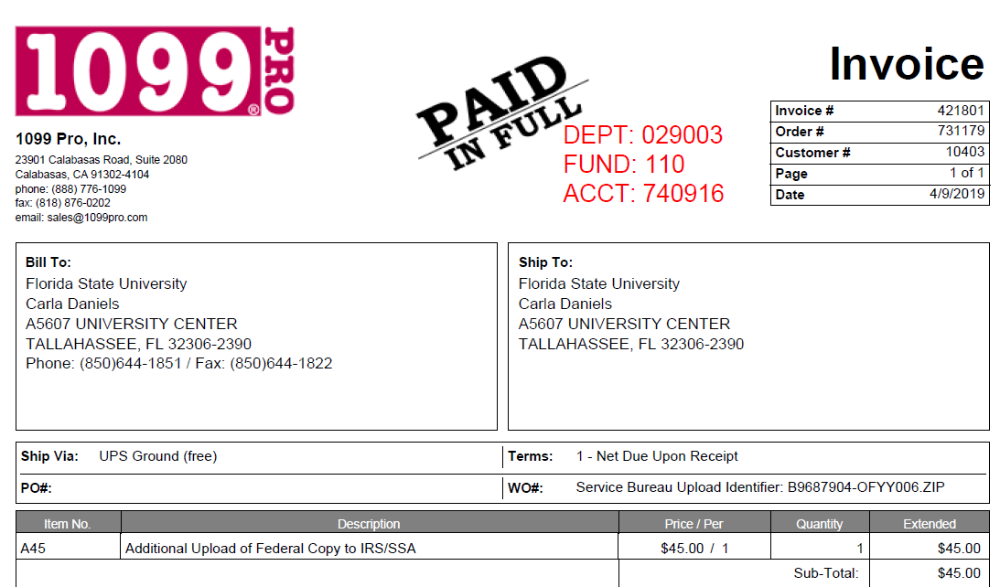 1099 PRO ®
1099 Pro, Inc.
23901 Calabasas Road, Suite 2080
Calabasas, CA 91302-4104
phone: (888) 776-1099
fax: (818) 876-0202
email: sales@1099pro.com
PAID
IN FULL
DEPT: 029003
FUND: 110
ACCT: 740916
Invoice
Invoice # 421801
Order # 731179
Customer # 10403
Page 1 of 1
Date 4/9/2019
Bill To:
Florida State University
Carla Daniels
A5607 UNIVERSITY CENTER
TALLAHASSEE, FL 32306-2390
Phone: (850)644-1851 / Fax: (850)644-1822
Ship To:
Florida State University
Carla Daniels
A5607 UNIVERSITY CENTER
TALLAHASSEE, FL 32306-2390
Ship Via: UPS Ground (free)
Terms: 1 - Net Due Upon Receipt
PO#:
WO#: Service Bureau Upload Identifier: B9687904-OFYY006.ZIP
Item No. Description Price / Per Quantity Extended
A45 Additional Upload of Federal Copy to IRS/SSA $45.00 / 1 1 $45.00
Sub-Total: $45.00